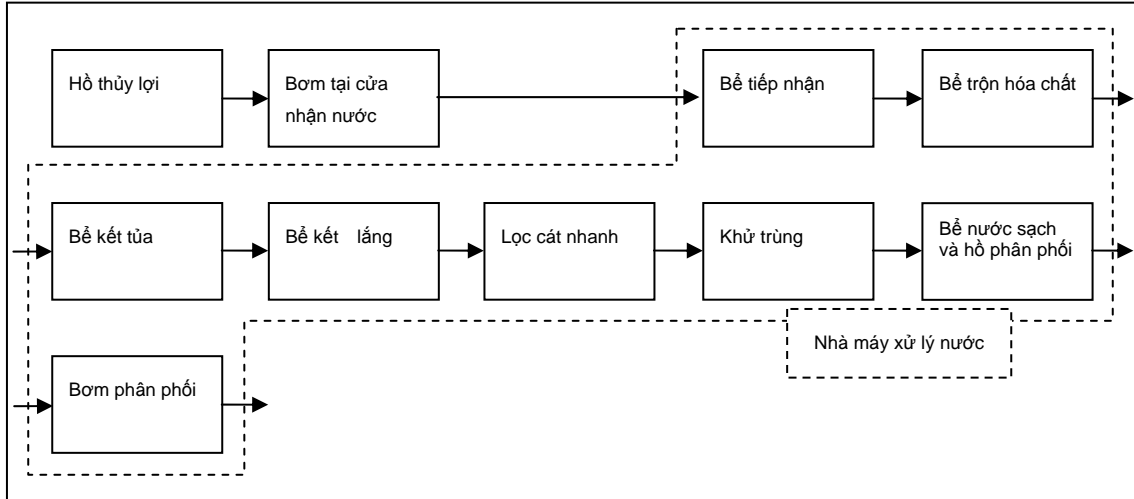 Hồ thủy lợi
Bơm tại cửa
nhận nước
Bể tiếp nhận
Bể trộn hóa chất
Bể kết tủa
Bể kết lắng
Lọc cát nhanh
Khử trùng
Bể nước sạch
và hồ phân phối
Nhà máy xử lý nước
Bơm phân phối